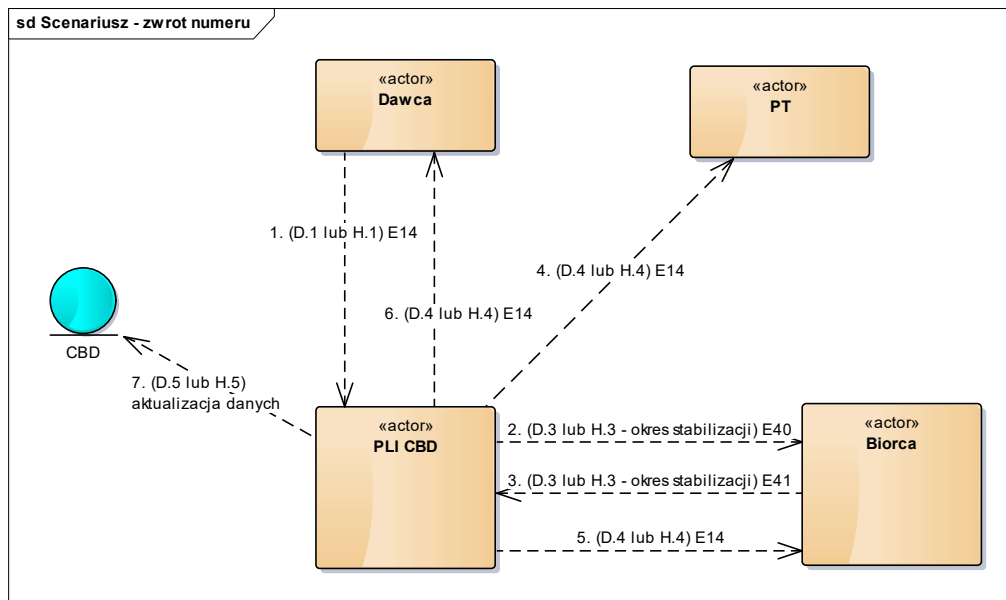 sd Scenariusz - zwrot numeru
«actor»
Dawca
«actor»
PT
1. (D.1 lub H.1) E14
4. (D.4 lub H.4) E14
6. (D.4 lub H.4) E14
CBD
7. (D.5 lub H.5)
aktualizacja danych
«actor»
PLI CBD
2. (D.3 lub H.3 - okres stabilizacji) E40
«actor»
Biorca
3. (D.3 lub H.3 - okres stabilizacji) E41
5. (D.4 lub H.4) E14